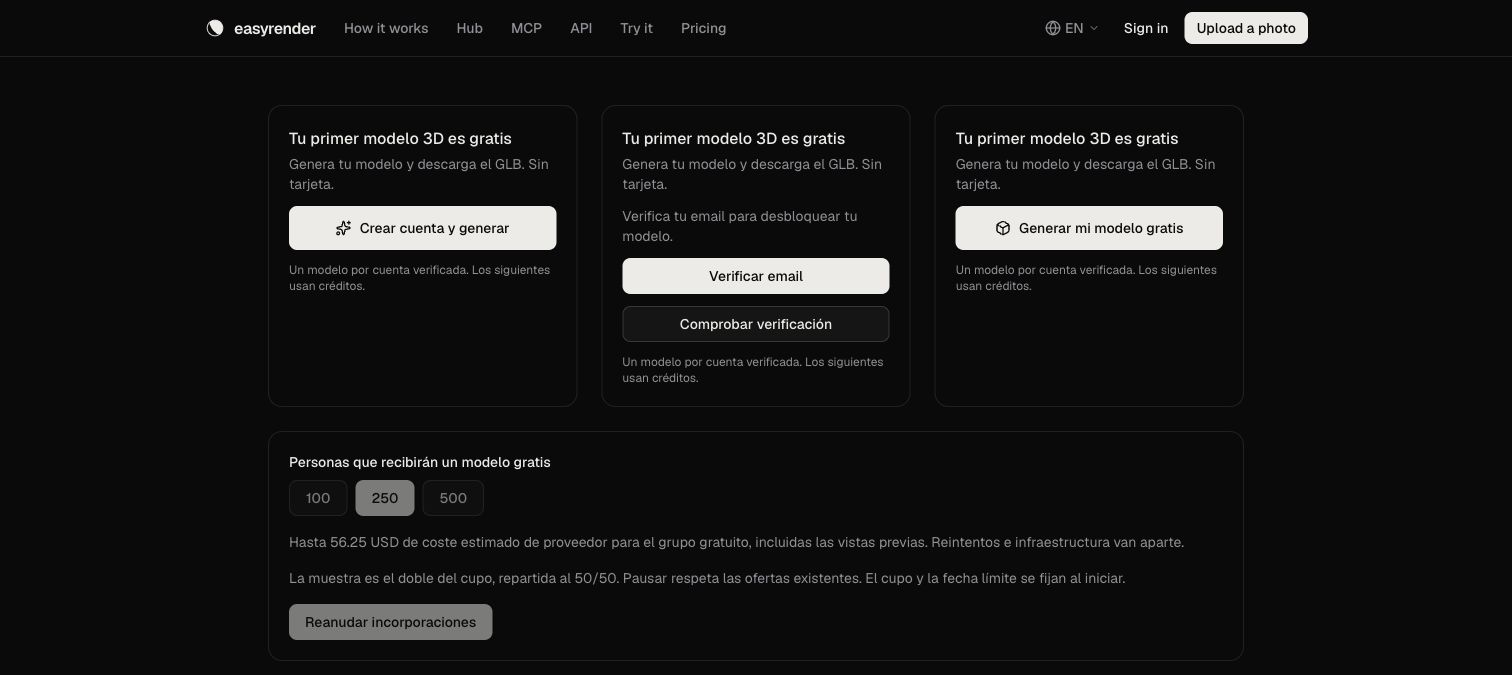 easyrender
How it works
Hub
MCP
API
Try it
Pricing
EN
Sign in
Upload a photo
Tu primer modelo 3D es gratis
Genera tu modelo y descarga el GLB. Sin
tarjeta.
Crear cuenta y generar
Un modelo por cuenta verificada. Los siguientes
usan créditos.
Tu primer modelo 3D es gratis
Genera tu modelo y descarga el GLB. Sin
tarjeta.
Verifica tu email para desbloquear tu
modelo.
Verificar email
Comprobar verificación
Un modelo por cuenta verificada. Los siguientes
usan créditos.
Tu primer modelo 3D es gratis
Genera tu modelo y descarga el GLB. Sin
tarjeta.
Generar mi modelo gratis
Un modelo por cuenta verificada. Los siguientes
usan créditos.
Personas que recibirán un modelo gratis
100
250
500
Hasta 56.25 USD de coste estimado de proveedor para el grupo gratuito, incluidas las vistas previas. Reintentos e infraestructura van aparte.
La muestra es el doble del cupo, repartida al 50/50. Pausar respeta las ofertas existentes. El cupo y la fecha límite se fijan al iniciar.
Reanudar incorporaciones